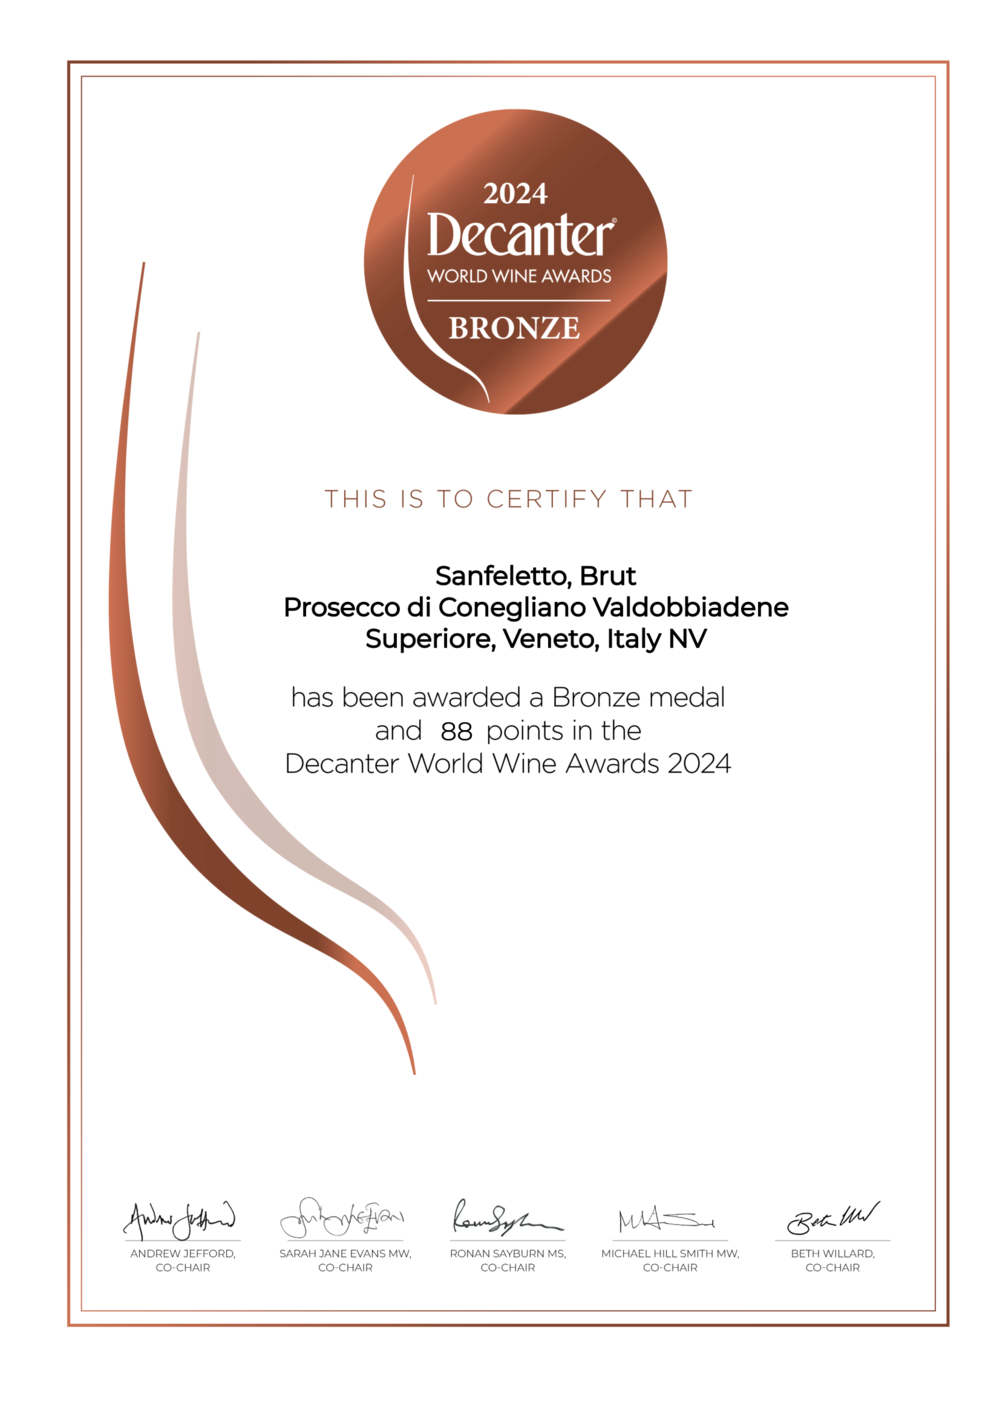 2024
Decanter®
WORLD WINE AWARDS
BRONZE
THIS IS TO CERTIFY THAT
Sanfeletto, Brut
Prosecco di Conegliano Valdobbiadene
Superiore, Veneto, Italy NV
has been awarded a Bronze medal
and 88 points in the
Decanter World Wine Awards 2024
ANDREW JEFFORD,
CO-CHAIR
SARAH JANE EVANS MW,
CO-CHAIR
RONAN SAYBURN MS,
CO-CHAIR
MICHAEL HILL SMITH MW,
CO-CHAIR
BETH WILLARD,
CO-CHAIR